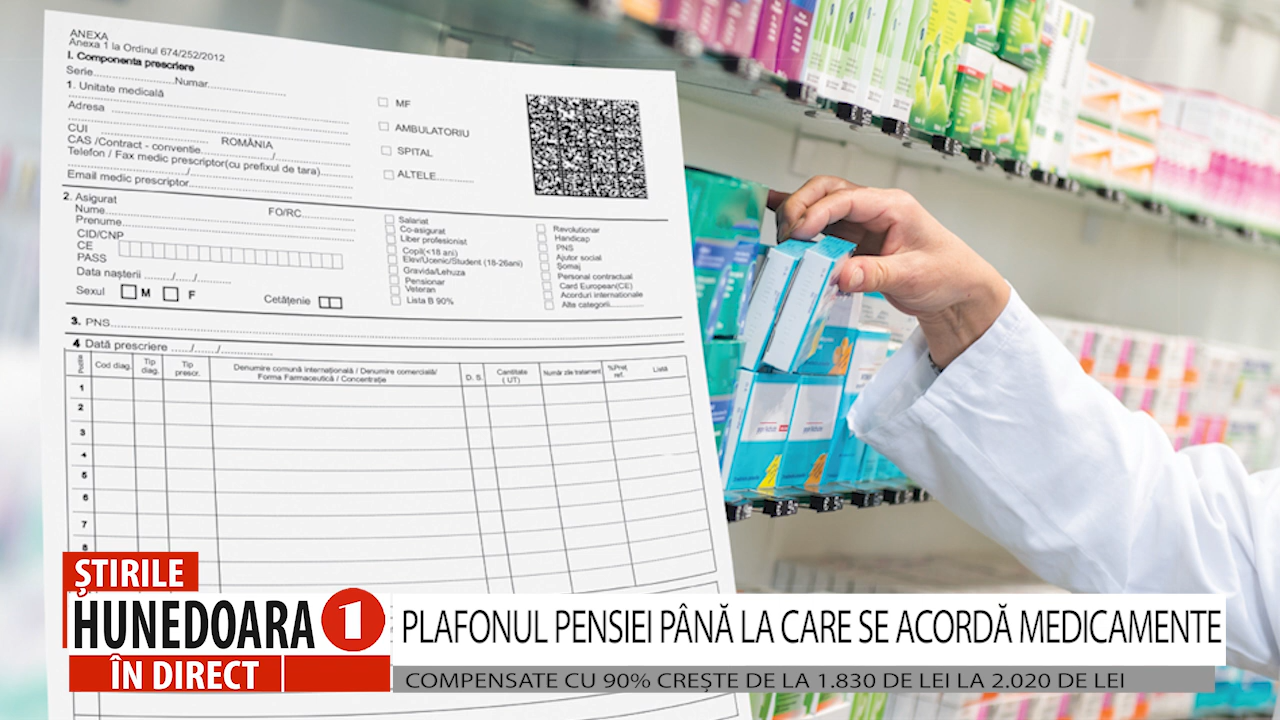 ANEXA
Anexa 1 la Ordinul 674/252/2012
I. Componenta prescriere
Serie..............................Numar.............................
1. Unitate medicală
Adresa
CUI ROMÂNIA
CAS /Contract - conventie......................./......................
Telefon / Fax medic prescriptor(cu prefixul de tara)............
Email medic prescriptor
MF
AMBULATORIU
SPITAL
ALTELE
2. Asigurat
Nume FO/RC
Prenume
CID/CNP
CE
PASS
Data nașterii ......../....../..........
Sexul M F Cetățenie
Salariat
Co-asigurat
Liber profesionist
Copil(<18 ani)
Elev/Ucenic/Student (18-26ani)
Gravida/Lehuza
Pensionar
Veteran
Lista B 90%
Revolutionar
Handicap
PNS
Ajutor social
Șomaj
Personal contractual
Card European(CE)
Acorduri internationale
Alte categorii
3. PNS
4 Dată prescriere ....../....../...............
Cod diag. Tip diag. Tip prescr. Denumire comună internațională / Denumire comercială/ Forma Farmaceutică / Concentrație D. S. Cantitate ( UT) Număr zile tratament %Preț ref. Listă
1
2
3
4
5
6
7
8
ȘTIRILE
HUNEDOARA 1
ÎN DIRECT
PLAFONUL PENSIEI PÂNĂ LA CARE SE ACORDĂ MEDICAMENTE
COMPENSATE CU 90% CREȘTE DE LA 1.830 DE LEI LA 2.020 DE LEI